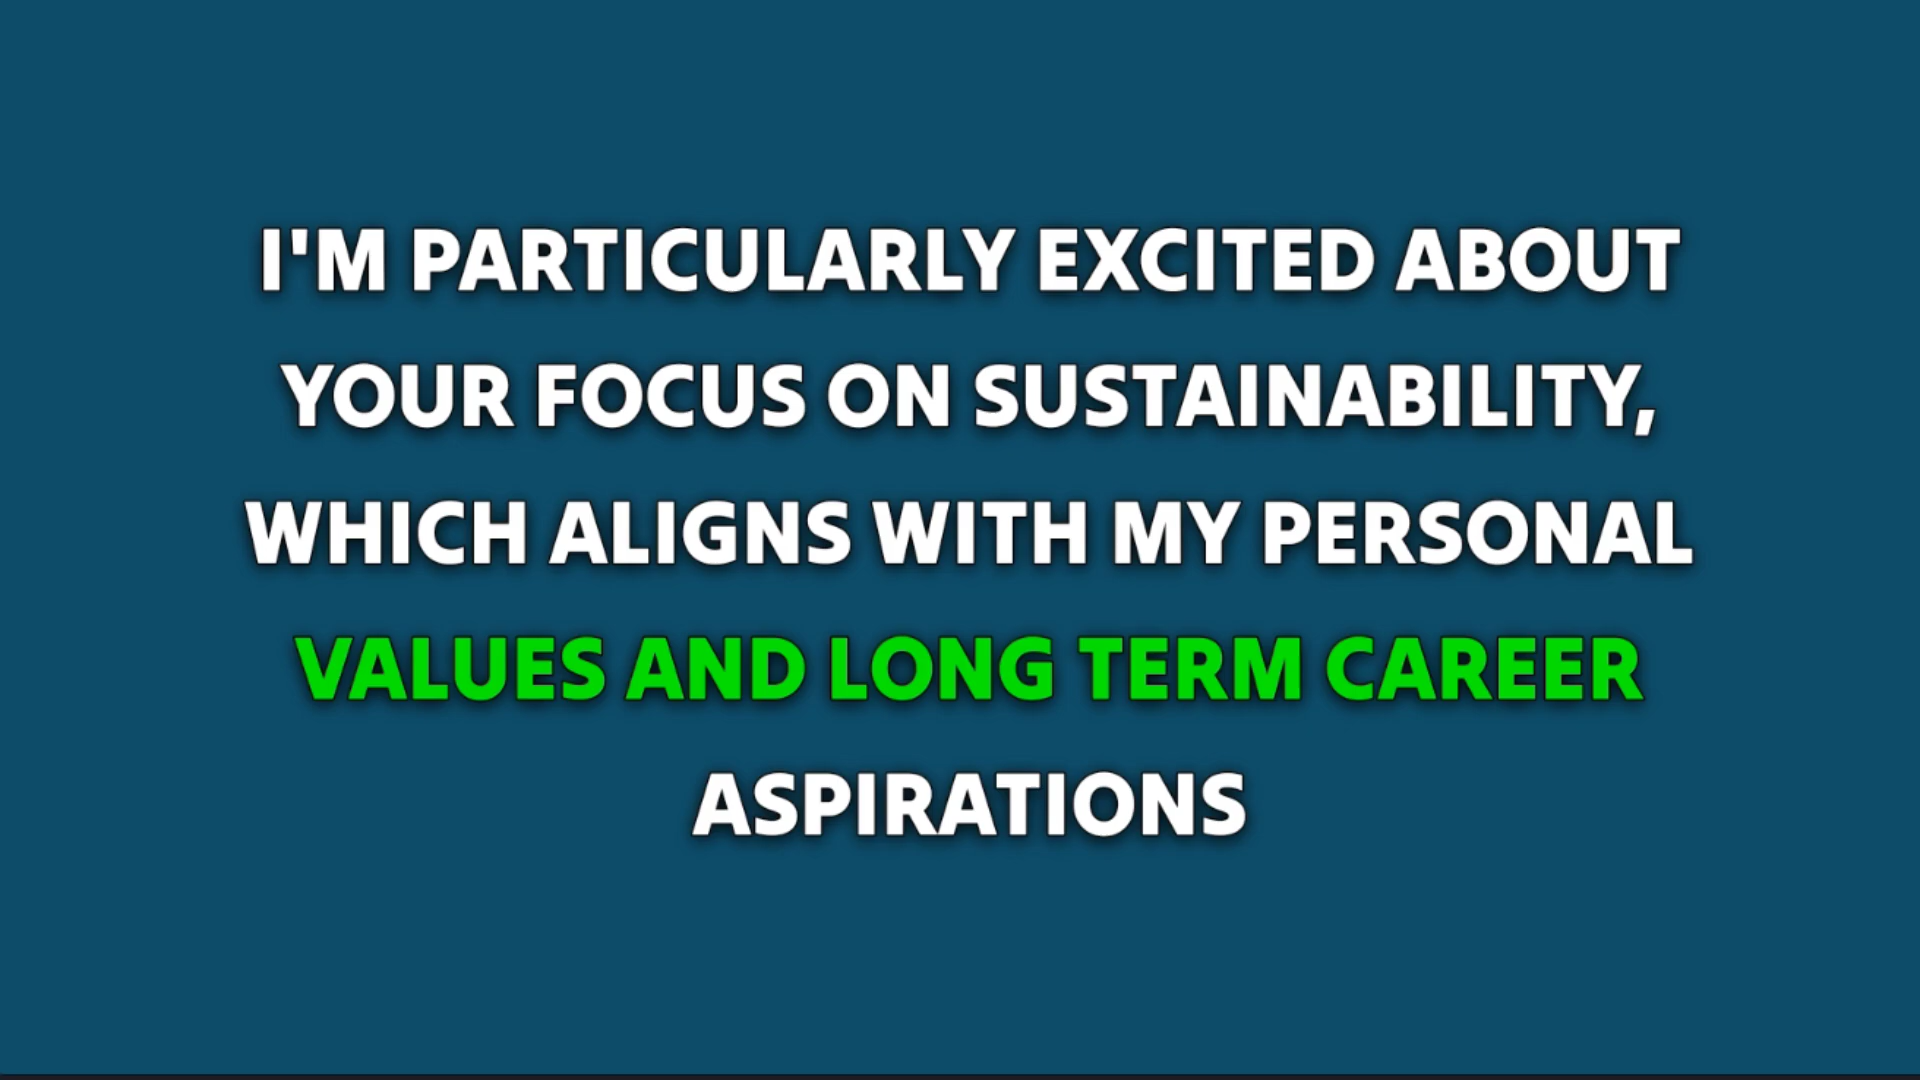 I'M PARTICULARLY EXCITED ABOUT
YOUR FOCUS ON SUSTAINABILITY,
WHICH ALIGNS WITH MY PERSONAL
VALUES AND LONG TERM CAREER
ASPIRATIONS